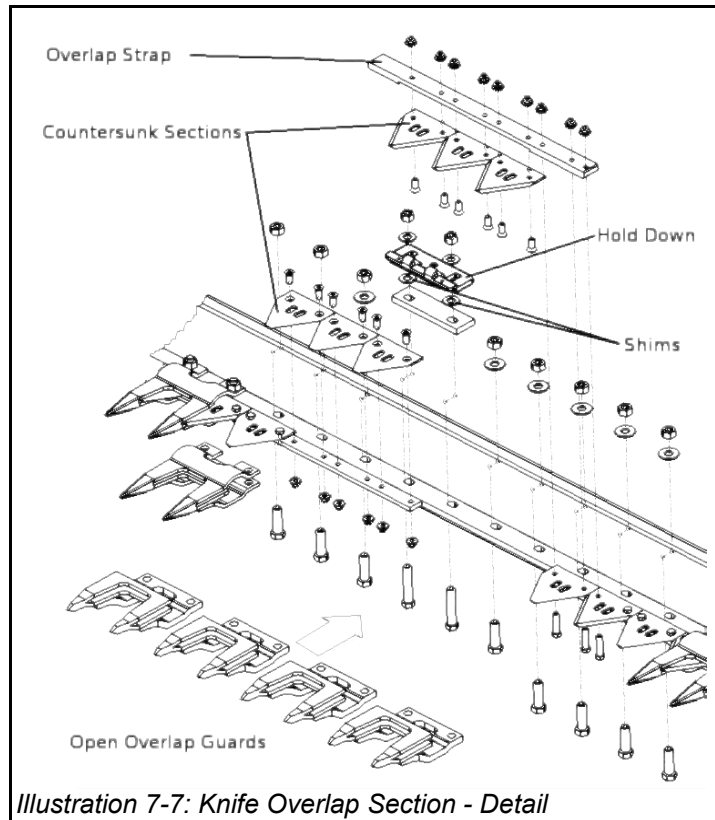 Overlap Strap
Countersunk Sections
Hold Down
Shims
Open Overlap Guards
Illustration 7-7: Knife Overlap Section - Detail